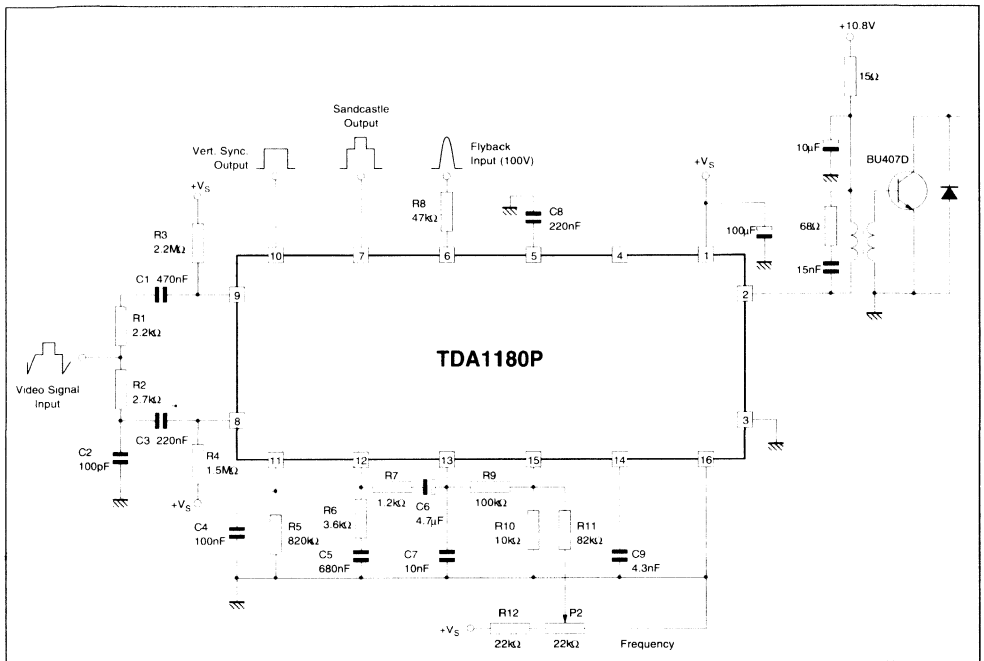 +10.8V
15kΩ
Sandcastle
Output
Vert. Sync.
Output
Flyback
Input (100V)
+VS
10µF
BU407D
+VS
R8
47kΩ
C8
220nF
R3
2.2MΩ
100µF
68Ω
15nF
10
7
6
5
4
1
C1 470nF
9
2
R1
2.2kΩ
TDA1180P
Video Signal
Input
R2
2.7kΩ
8
3
C3 220nF
C2
100pF
R4
1.5MΩ
11
12
13
15
14
16
+VS
R7
1.2kΩ
C6
4.7µF
R9
100kΩ
R6
3.6kΩ
R10
10kΩ
R11
82kΩ
C4
100nF
R5
820kΩ
C5
680nF
C7
10nF
C9
4.3nF
+VS
R12
22kΩ
P2
22kΩ
Frequency